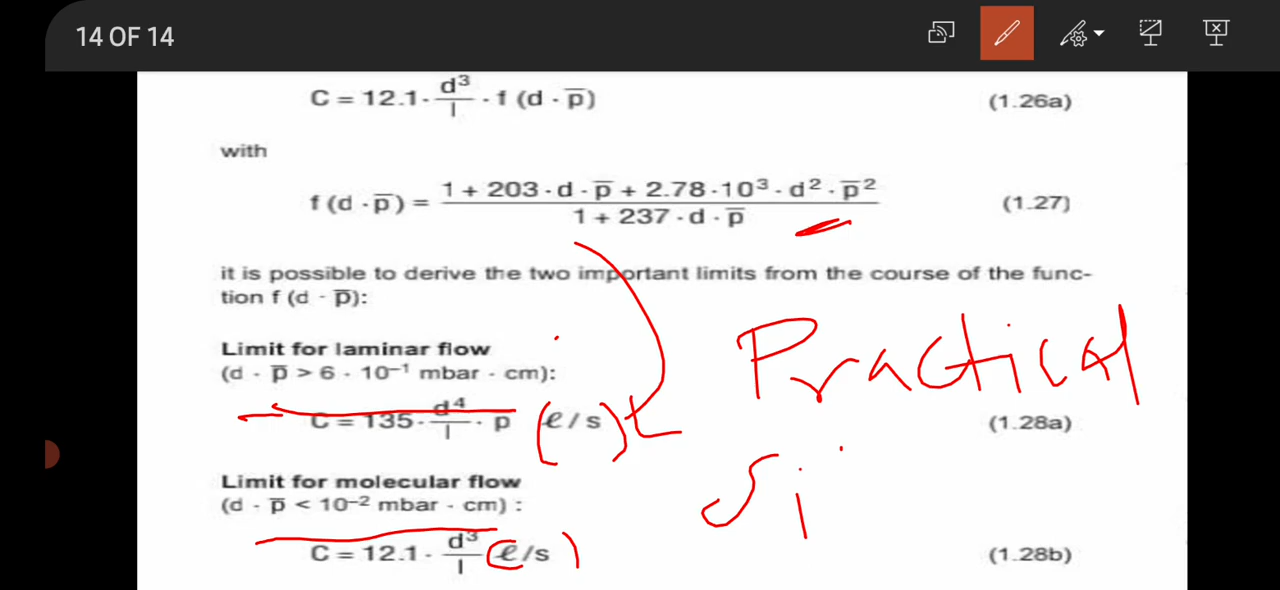 14 OF 14
C = 12.1 · d³/l · f (d · p̅) (1.26a)
with
f (d · p̅) = (1 + 203 · d · p̅ + 2.78 · 10³ · d² · p̅²)/(1 + 237 · d · p̅) (1.27)
it is possible to derive the two important limits from the course of the func-
tion f (d · p̅):
Limit for laminar flow
(d · p̅ > 6 · 10⁻¹ mbar · cm):
C = 135 · d⁴/l · p (ℓ/s) (1.28a)
Limit for molecular flow
(d · p̅ < 10⁻² mbar · cm) :
C = 12.1 · d³/l (ℓ/s) (1.28b)
Practical
Si